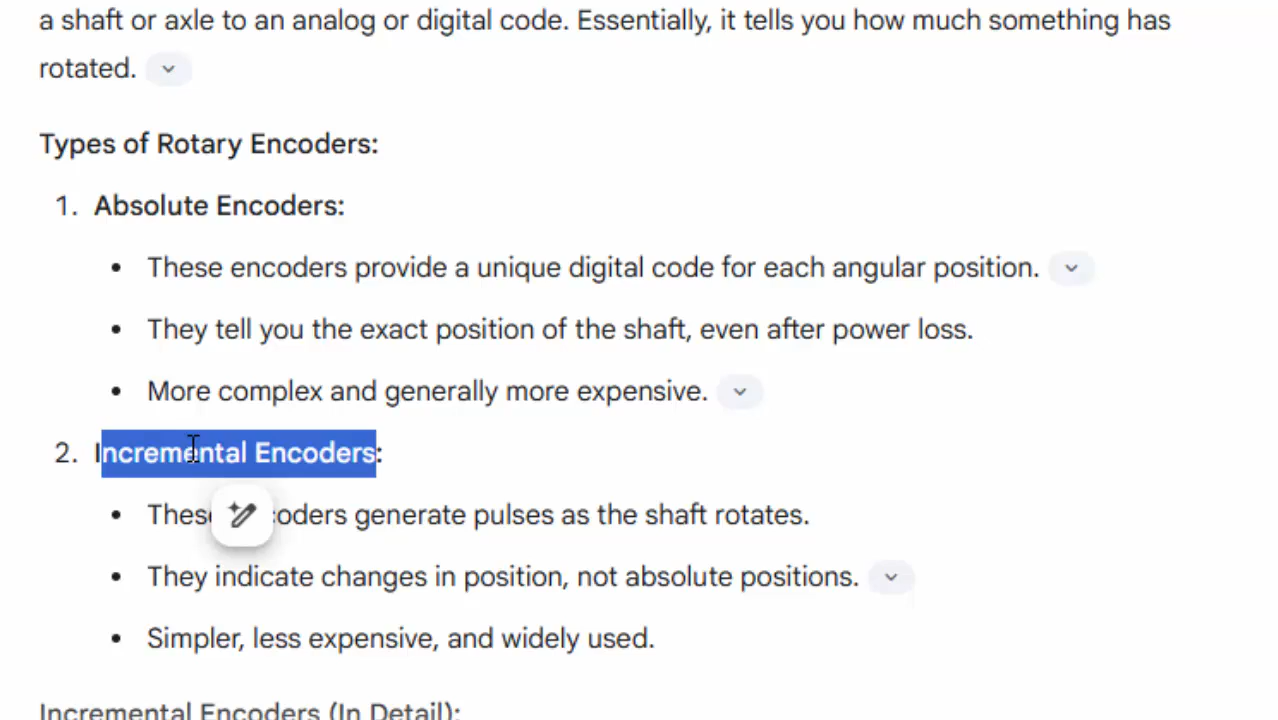 a shaft or axle to an analog or digital code. Essentially, it tells you how much something has
rotated.
Types of Rotary Encoders:
1. Absolute Encoders:
• These encoders provide a unique digital code for each angular position.
• They tell you the exact position of the shaft, even after power loss.
• More complex and generally more expensive.
2. Incremental Encoders:
• These coders generate pulses as the shaft rotates.
• They indicate changes in position, not absolute positions.
• Simpler, less expensive, and widely used.
Incremental Encoders (In Detail):